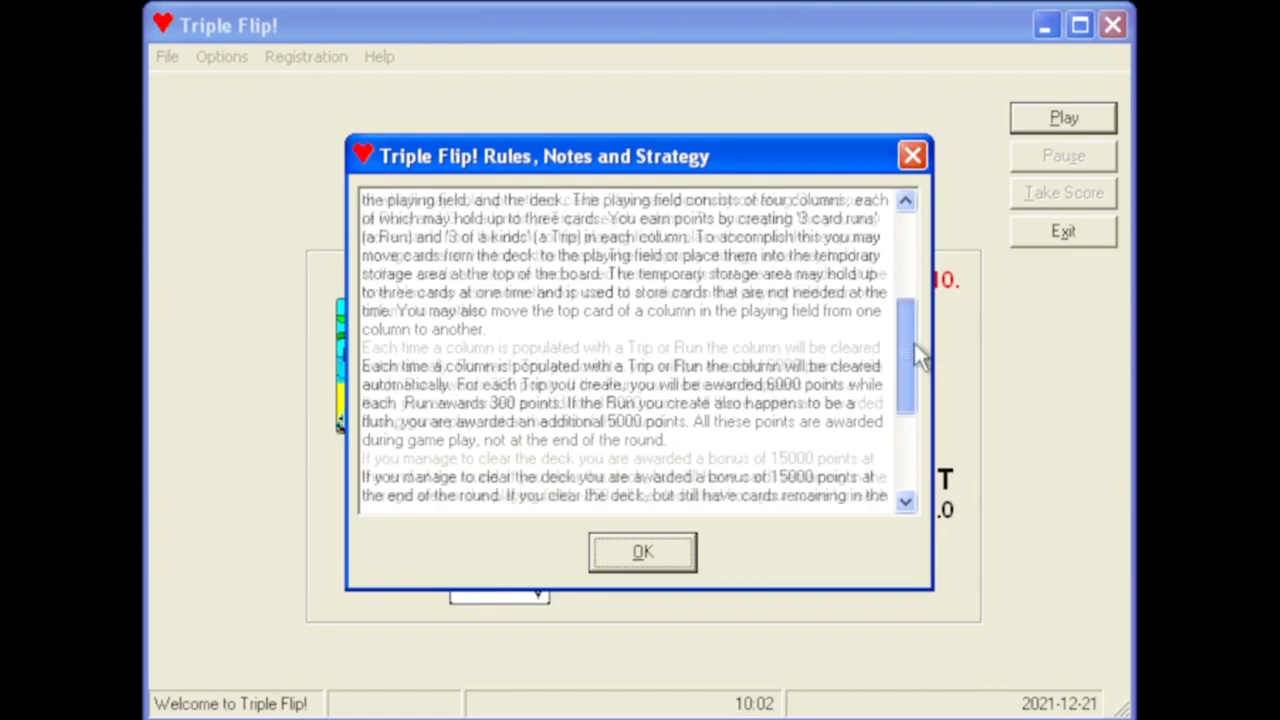 Triple Flip!
File Options Registration Help
Play
Pause
Take Score
Exit
Triple Flip! Rules, Notes and Strategy
the playing field, and the deck. The playing field consists of four columns, each
of which may hold up to three cards. You earn points by creating '3 card runs'
(a Run) and '3 of a kinds' (a Trip) in each column. To accomplish this you may
move cards from the deck to the playing field or place them into the temporary
storage area at the top of the board. The temporary storage area may hold up
to three cards at one time and is used to store cards that are not needed at the
time. You may also move the top card of a column in the playing field from one
column to another.
Each time a column is populated with a Trip or Run the column will be cleared
automatically. For each Trip you create, you will be awarded points while
each Run awards 300 points. If the Run you create also happens to be a
flush, you are awarded an additional 5000 points. All these points are awarded
during game play, not at the end of the round.
If you manage to clear the deck you are awarded a bonus of 15000 points at
the end of the round. If you clear the deck, but still have cards remaining in the
OK
10.
T
.0
Welcome to Triple Flip!
10:02
2021-12-21